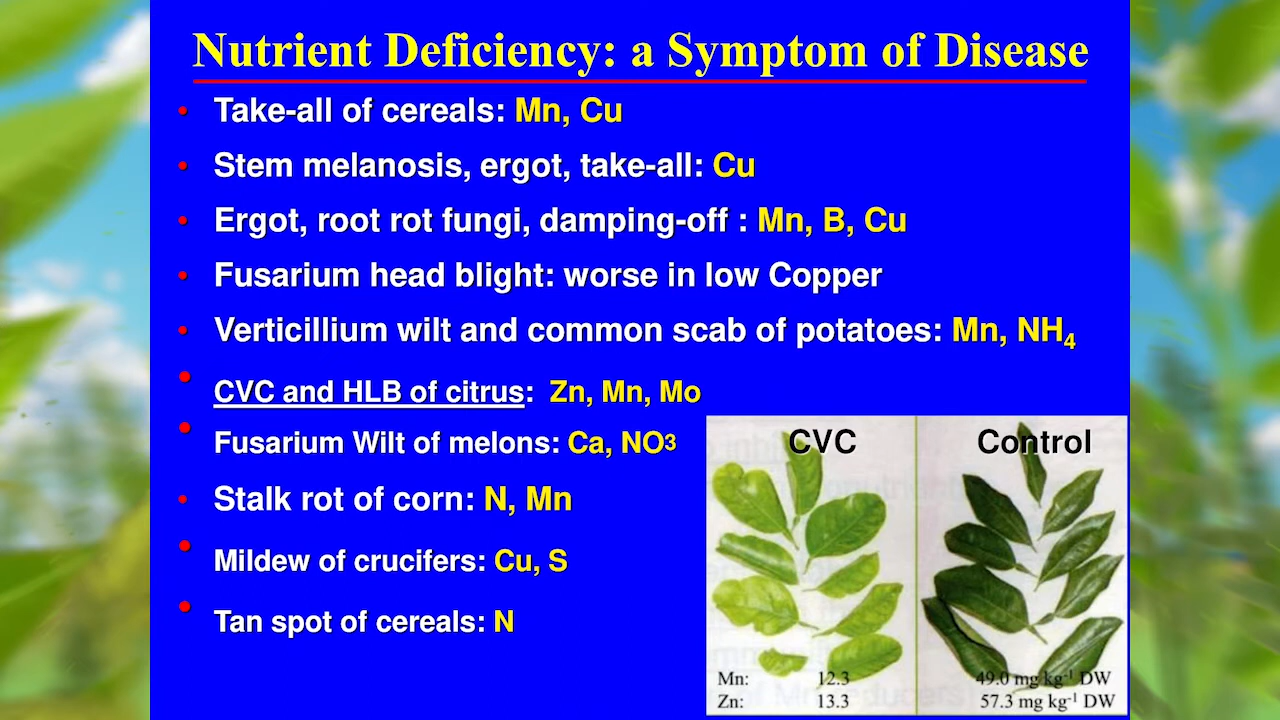 Nutrient Deficiency: a Symptom of Disease
• Take-all of cereals: Mn, Cu
• Stem melanosis, ergot, take-all: Cu
• Ergot, root rot fungi, damping-off : Mn, B, Cu
• Fusarium head blight: worse in low Copper
• Verticillium wilt and common scab of potatoes: Mn, NH₄
• CVC and HLB of citrus: Zn, Mn, Mo
• Fusarium Wilt of melons: Ca, NO3
• Stalk rot of corn: N, Mn
• Mildew of crucifers: Cu, S
• Tan spot of cereals: N
CVC Control
Mn: 12.3 49.0 mg kg⁻¹ DW
Zn: 13.3 57.3 mg kg⁻¹ DW